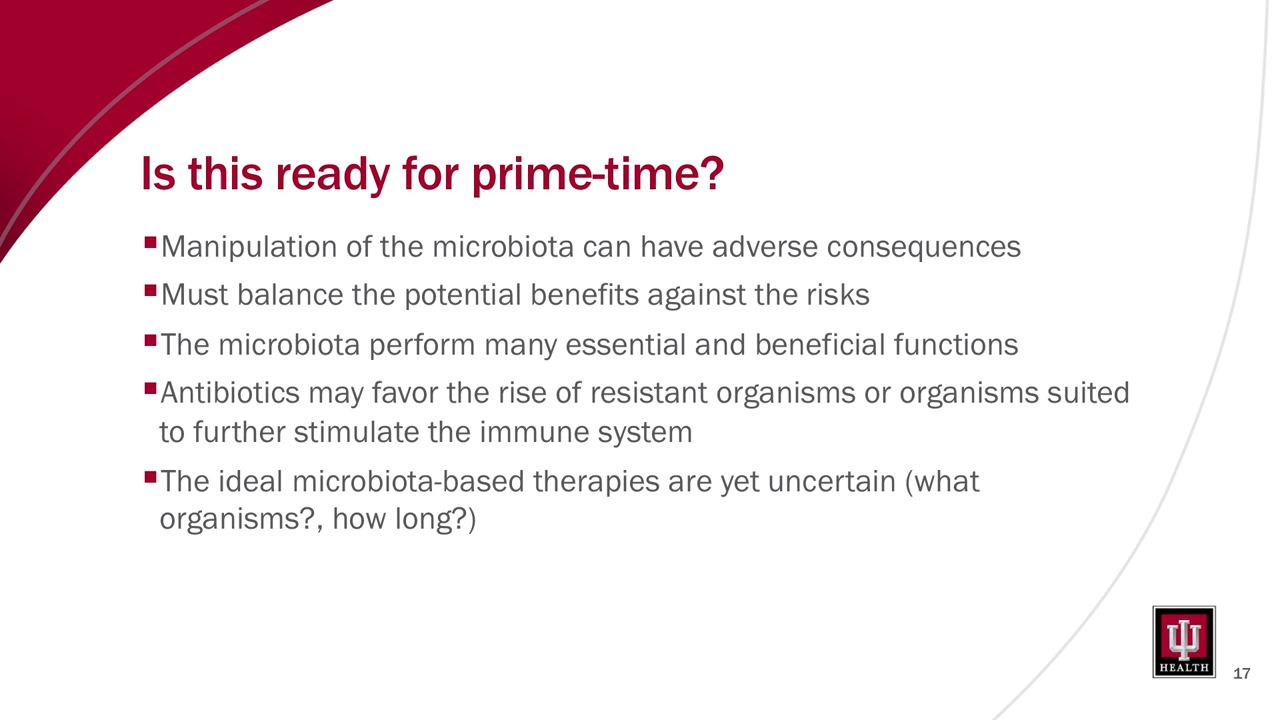 Is this ready for prime-time?
▪Manipulation of the microbiota can have adverse consequences
▪Must balance the potential benefits against the risks
▪The microbiota perform many essential and beneficial functions
▪Antibiotics may favor the rise of resistant organisms or organisms suited
to further stimulate the immune system
▪The ideal microbiota-based therapies are yet uncertain (what
organisms?, how long?)
IU
HEALTH
17